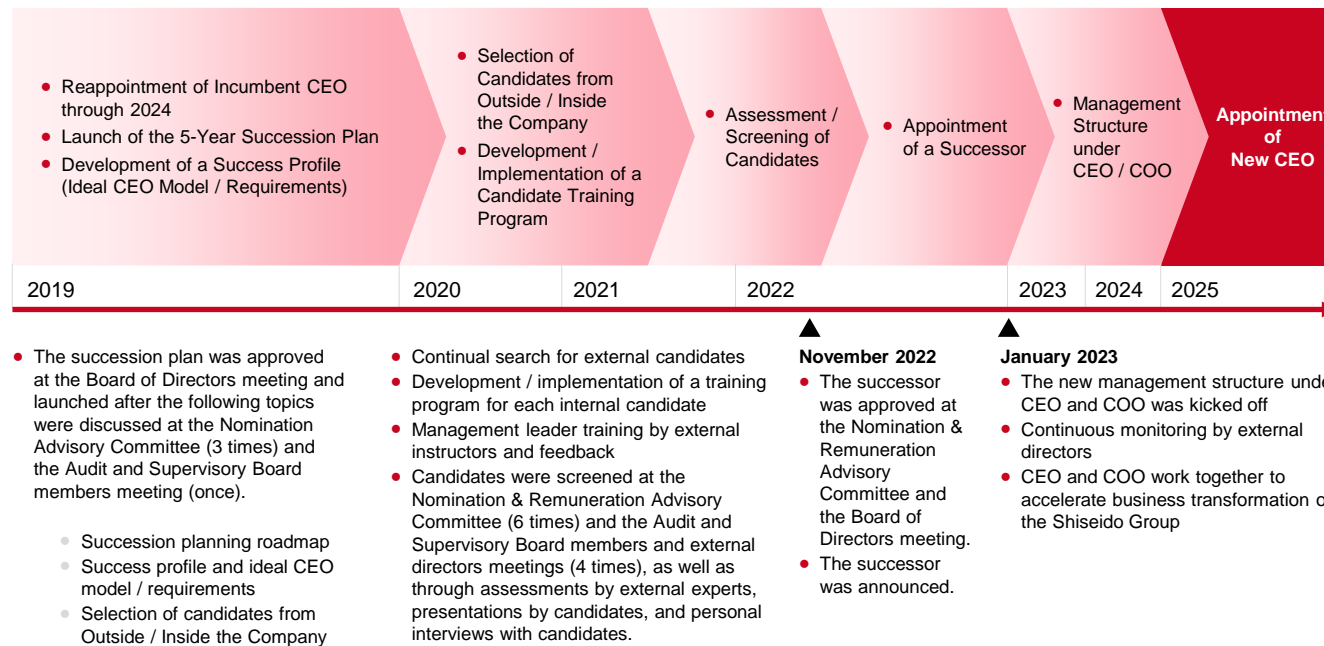 • Reappointment of Incumbent CEO
through 2024
• Launch of the 5-Year Succession Plan
• Development of a Success Profile
(Ideal CEO Model / Requirements)
• Selection of
Candidates from
Outside / Inside
the Company
• Development /
Implementation of a
Candidate Training
Program
• Assessment /
Screening of
Candidates
• Appointment
of a Successor
• Management
Structure
under
CEO / COO
Appointment
of
New CEO
2019
2020
2021
2022
2023
2024
2025
• The succession plan was approved
at the Board of Directors meeting and
launched after the following topics
were discussed at the Nomination
Advisory Committee (3 times) and
the Audit and Supervisory Board
members meeting (once).
• Succession planning roadmap
• Success profile and ideal CEO
model / requirements
• Selection of candidates from
Outside / Inside the Company
• Continual search for external candidates
• Development / implementation of a training
program for each internal candidate
• Management leader training by external
instructors and feedback
• Candidates were screened at the
Nomination & Remuneration Advisory
Committee (6 times) and the Audit and
Supervisory Board members and external
directors meetings (4 times), as well as
through assessments by external experts,
presentations by candidates, and personal
interviews with candidates.
November 2022
• The successor
was approved at
the Nomination &
Remuneration
Advisory
Committee and
the Board of
Directors meeting.
• The successor
was announced.
January 2023
• The new management structure unde
CEO and COO was kicked off
• Continuous monitoring by external
directors
• CEO and COO work together to
accelerate business transformation o
the Shiseido Group